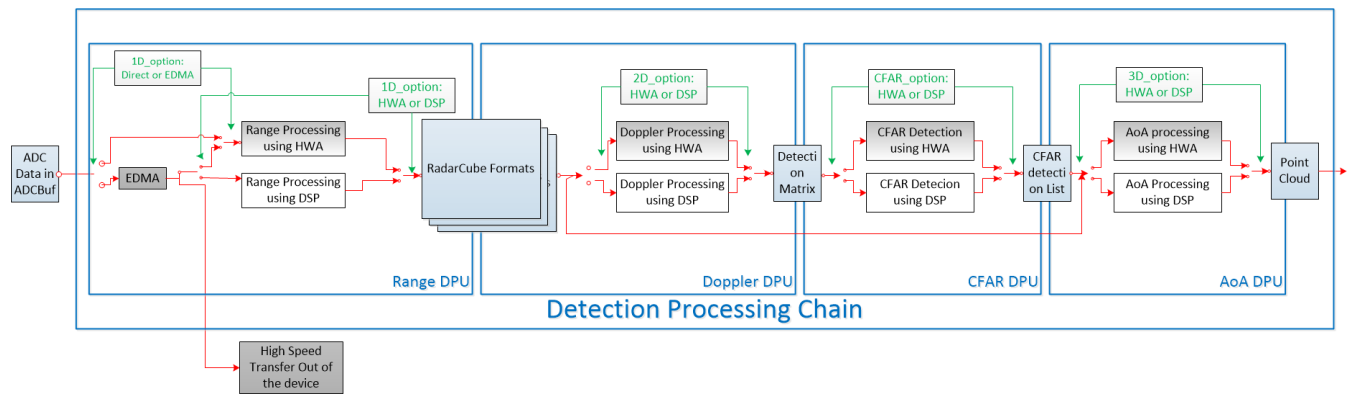 1D_option:
Direct or EDMA
1D_option:
HWA or DSP
2D_option:
HWA or DSP
CFAR_option:
HWA or DSP
3D_option:
HWA or DSP
ADC
Data in
ADCBuf
EDMA
Range Processing
using HWA
Range Processing
using DSP
RadarCube Formats
s
Doppler Processing
using HWA
Doppler Processing
using DSP
Detecti
on
Matrix
CFAR Detection
using HWA
CFAR Detecion
using DSP
CFAR
detecti
on List
AoA processing
using HWA
AoA Processing
using DSP
Point
Cloud
Range DPU
Doppler DPU
CFAR DPU
AoA DPU
Detection Processing Chain
High Speed
Transfer Out of
the device